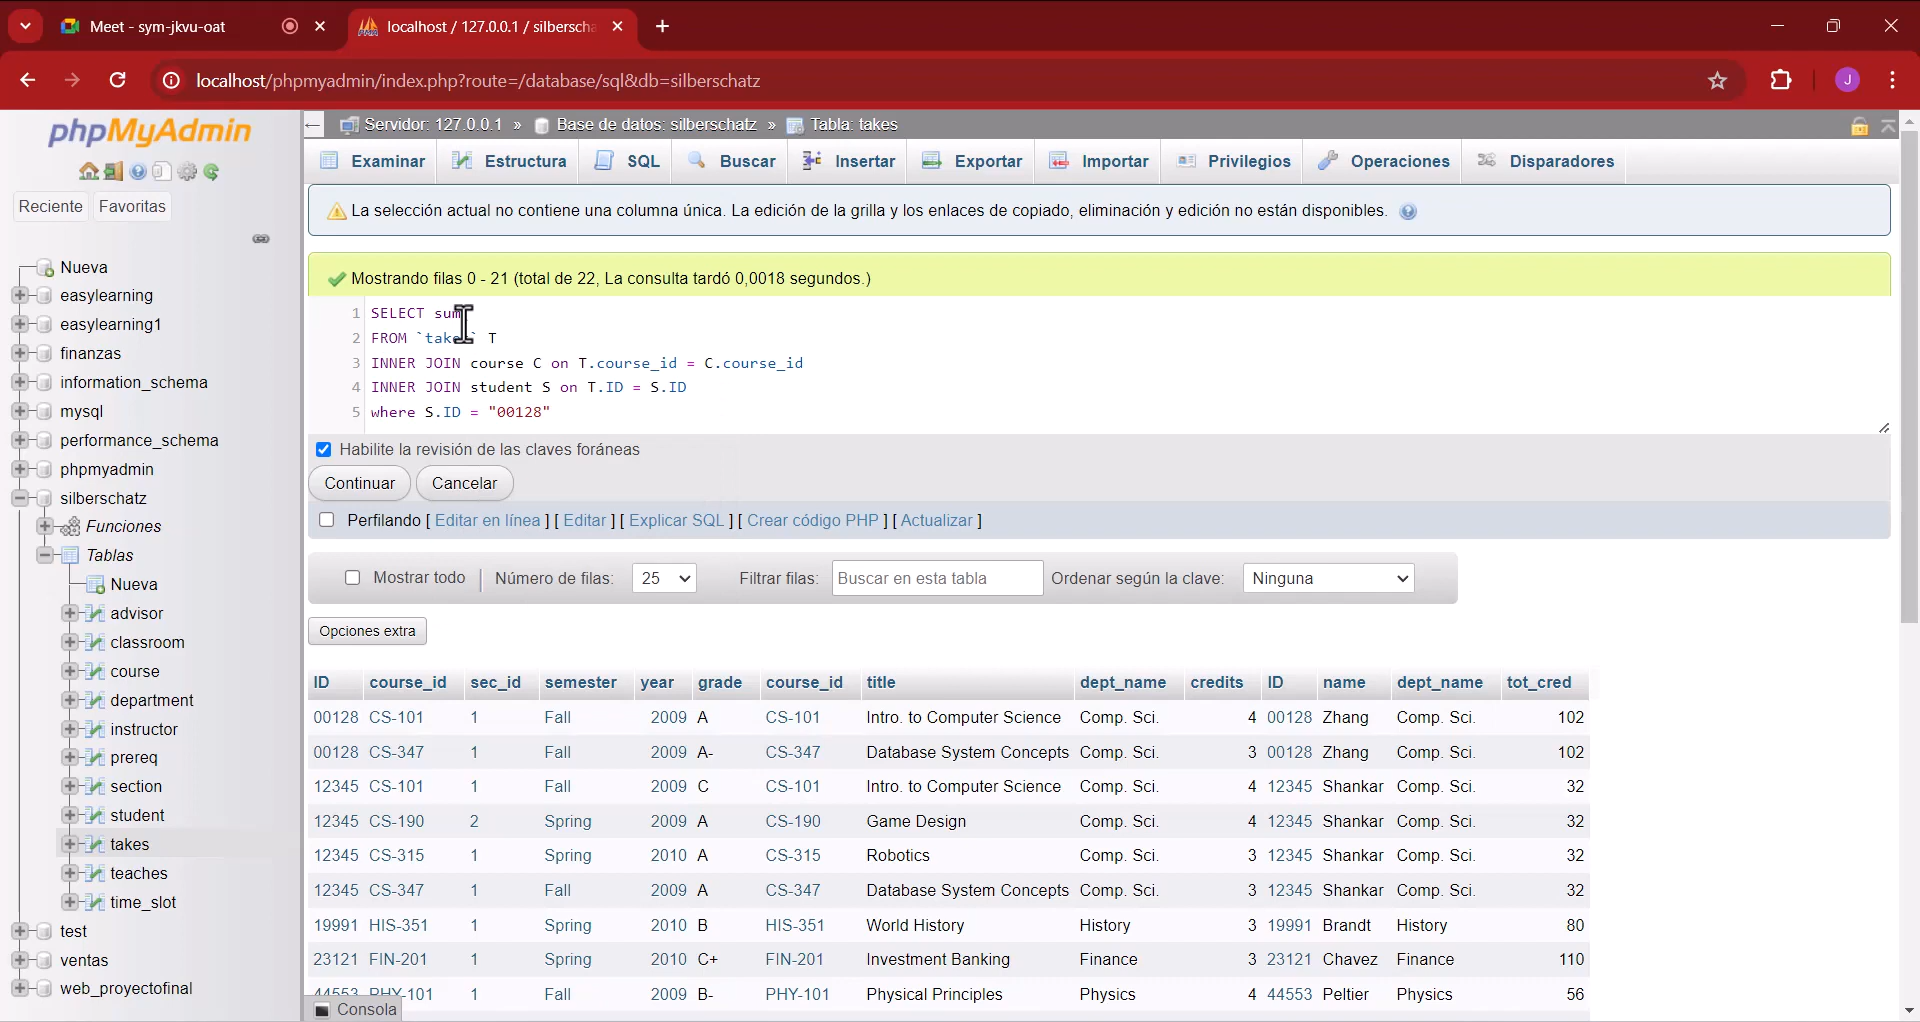 Meet - sym-jkvu-oat
localhost / 127.0.0.1 / silberscha
localhost/phpmyadmin/index.php?route=/database/sql&db=silberschatz
J
phpMyAdmin
Reciente Favoritas
Nueva
easylearning
easylearning1
finanzas
information_schema
mysql
performance_schema
phpmyadmin
silberschatz
Funciones
Tablas
Nueva
advisor
classroom
course
department
instructor
prereq
section
student
takes
teaches
time_slot
test
ventas
web_proyectofinal
Servidor: 127.0.0.1 » Base de datos: silberschatz » Tabla: takes
Examinar Estructura SQL Buscar Insertar Exportar Importar Privilegios Operaciones Disparadores
La selección actual no contiene una columna única. La edición de la grilla y los enlaces de copiado, eliminación y edición no están disponibles.
Mostrando filas 0 - 21 (total de 22, La consulta tardó 0,0018 segundos.)
1 SELECT sum
2 FROM ` ` T
3 INNER JOIN course C on T.course_id = C.course_id
4 INNER JOIN student S on T.ID = S.ID
5 where S.ID = "00128"
Habilite la revisión de las claves foráneas
Continuar Cancelar
Perfilando [ Editar en línea ] [ Editar ] [ Explicar SQL ] [ Crear código PHP ] [ Actualizar ]
Mostrar todo Número de filas: 25 Filtrar filas: Buscar en esta tabla Ordenar según la clave: Ninguna
Opciones extra
ID course_id sec_id semester year grade course_id title dept_name credits ID name dept_name tot_cred
00128 CS-101 1 Fall 2009 A CS-101 Intro. to Computer Science Comp. Sci. 4 00128 Zhang Comp. Sci. 102
00128 CS-347 1 Fall 2009 A- CS-347 Database System Concepts Comp. Sci. 3 00128 Zhang Comp. Sci. 102
12345 CS-101 1 Fall 2009 C CS-101 Intro. to Computer Science Comp. Sci. 4 12345 Shankar Comp. Sci. 32
12345 CS-190 2 Spring 2009 A CS-190 Game Design Comp. Sci. 4 12345 Shankar Comp. Sci. 32
12345 CS-315 1 Spring 2010 A CS-315 Robotics Comp. Sci. 3 12345 Shankar Comp. Sci. 32
12345 CS-347 1 Fall 2009 A CS-347 Database System Concepts Comp. Sci. 3 12345 Shankar Comp. Sci. 32
19991 HIS-351 1 Spring 2010 B HIS-351 World History History 3 19991 Brandt History 80
23121 FIN-201 1 Spring 2010 C+ FIN-201 Investment Banking Finance 3 23121 Chavez Finance 110
44553 PHY-101 1 Fall 2009 B- PHY-101 Physical Principles Physics 4 44553 Peltier Physics 56
Consola